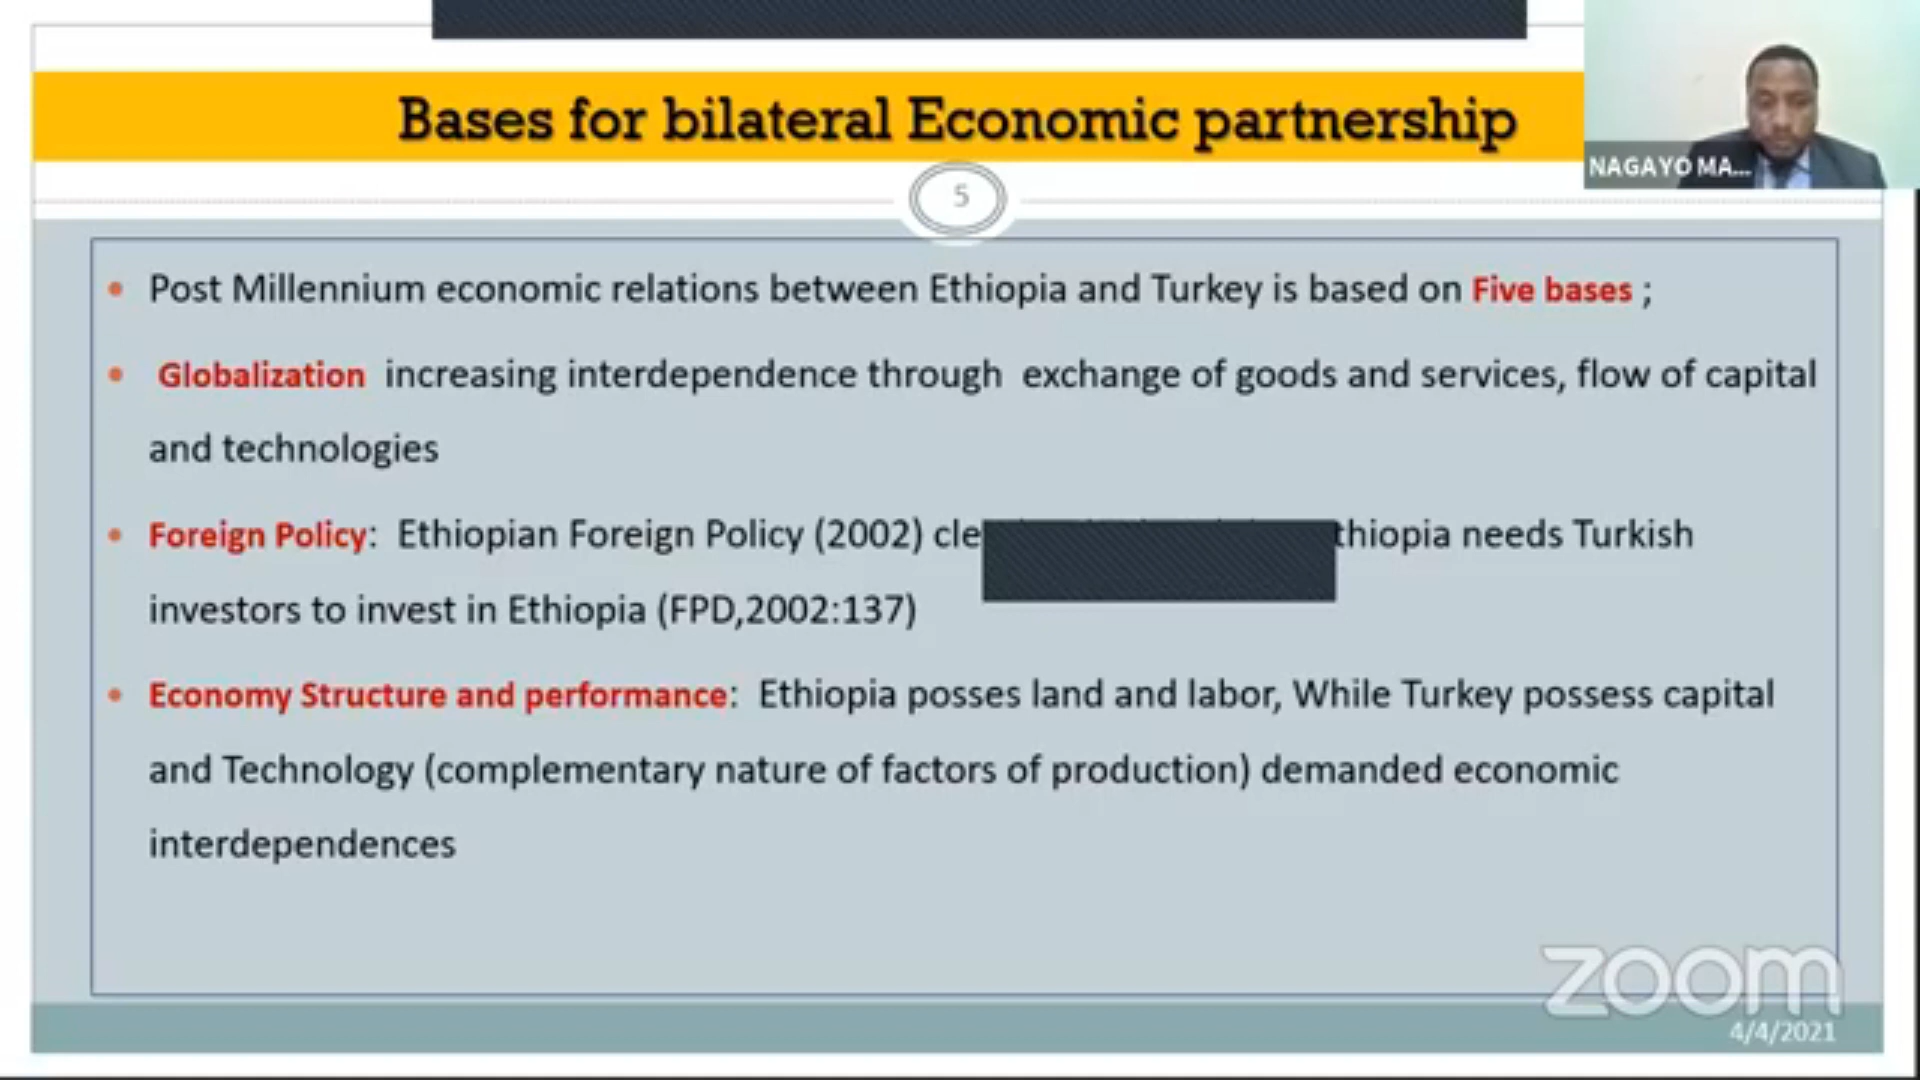 Bases for bilateral Economic partnership
NAGAYO MA...
5
Post Millennium economic relations between Ethiopia and Turkey is based on Five bases ;
Globalization increasing interdependence through exchange of goods and services, flow of capital
and technologies
Foreign Policy: Ethiopian Foreign Policy (2002) cle thiopia needs Turkish
investors to invest in Ethiopia (FPD,2002:137)
Economy Structure and performance: Ethiopia posses land and labor, While Turkey possess capital
and Technology (complementary nature of factors of production) demanded economic
interdependences
zoom
4/4/2021